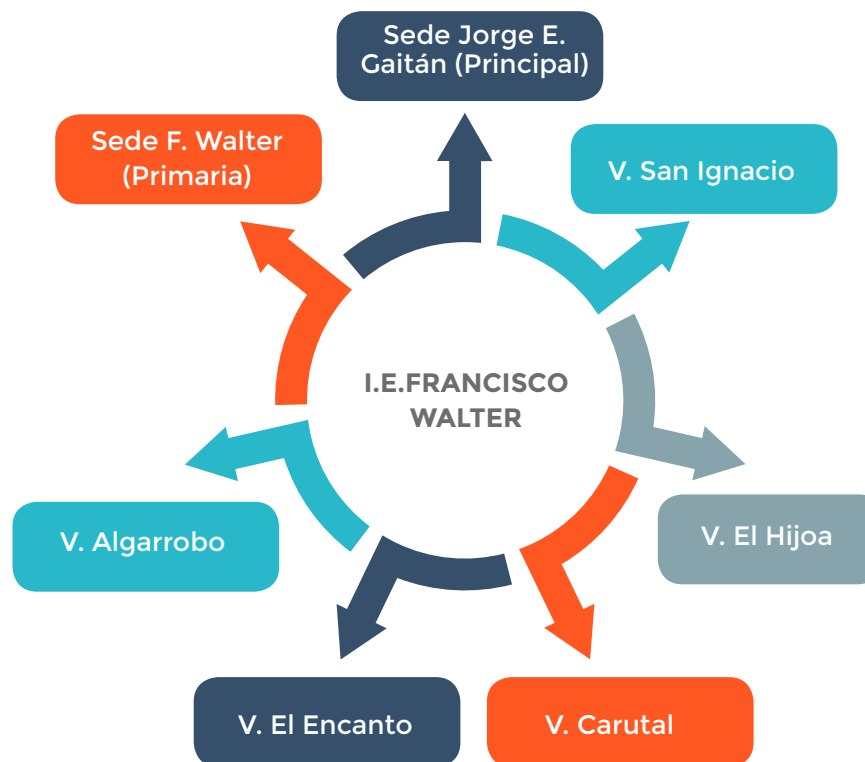 Sede Jorge E.
Gaitán (Principal)
Sede F. Walter
(Primaria)
V. San Ignacio
I.E.FRANCISCO
WALTER
V. Algarrobo
V. El Hijoa
V. El Encanto
V. Carutal